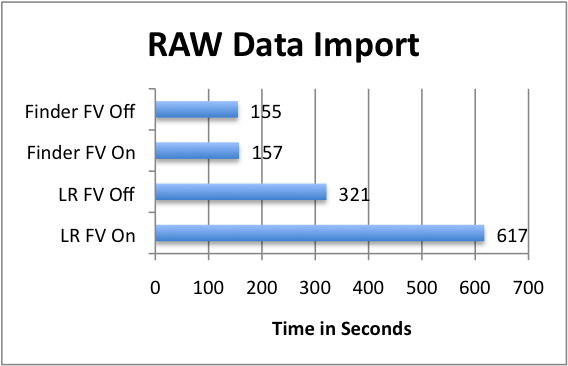 RAW Data Import
Finder FV Off 155
Finder FV On 157
LR FV Off 321
LR FV On 617
0 100 200 300 400 500 600 700
Time in Seconds